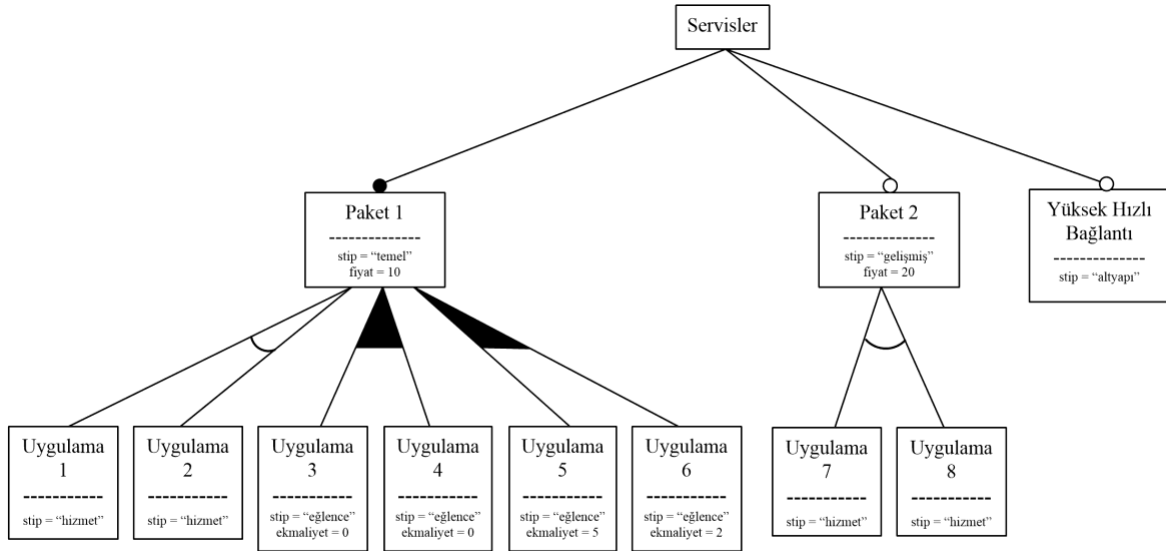 Servisler
Paket 1
--------------
stip = “temel”
fiyat = 10
Paket 2
--------------
stip = “gelişmiş”
fiyat = 20
Yüksek Hızlı
Bağlantı
--------------
stip = “altyapı”
Uygulama
1
-----------
stip = “hizmet”
Uygulama
2
-----------
stip = “hizmet”
Uygulama
3
-----------
stip = “eğlence”
ekmaliyet = 0
Uygulama
4
-----------
stip = “eğlence”
ekmaliyet = 0
Uygulama
5
-----------
stip = “eğlence”
ekmaliyet = 5
Uygulama
6
-----------
stip = “eğlence”
ekmaliyet = 2
Uygulama
7
-----------
stip = “hizmet”
Uygulama
8
-----------
stip = “hizmet”